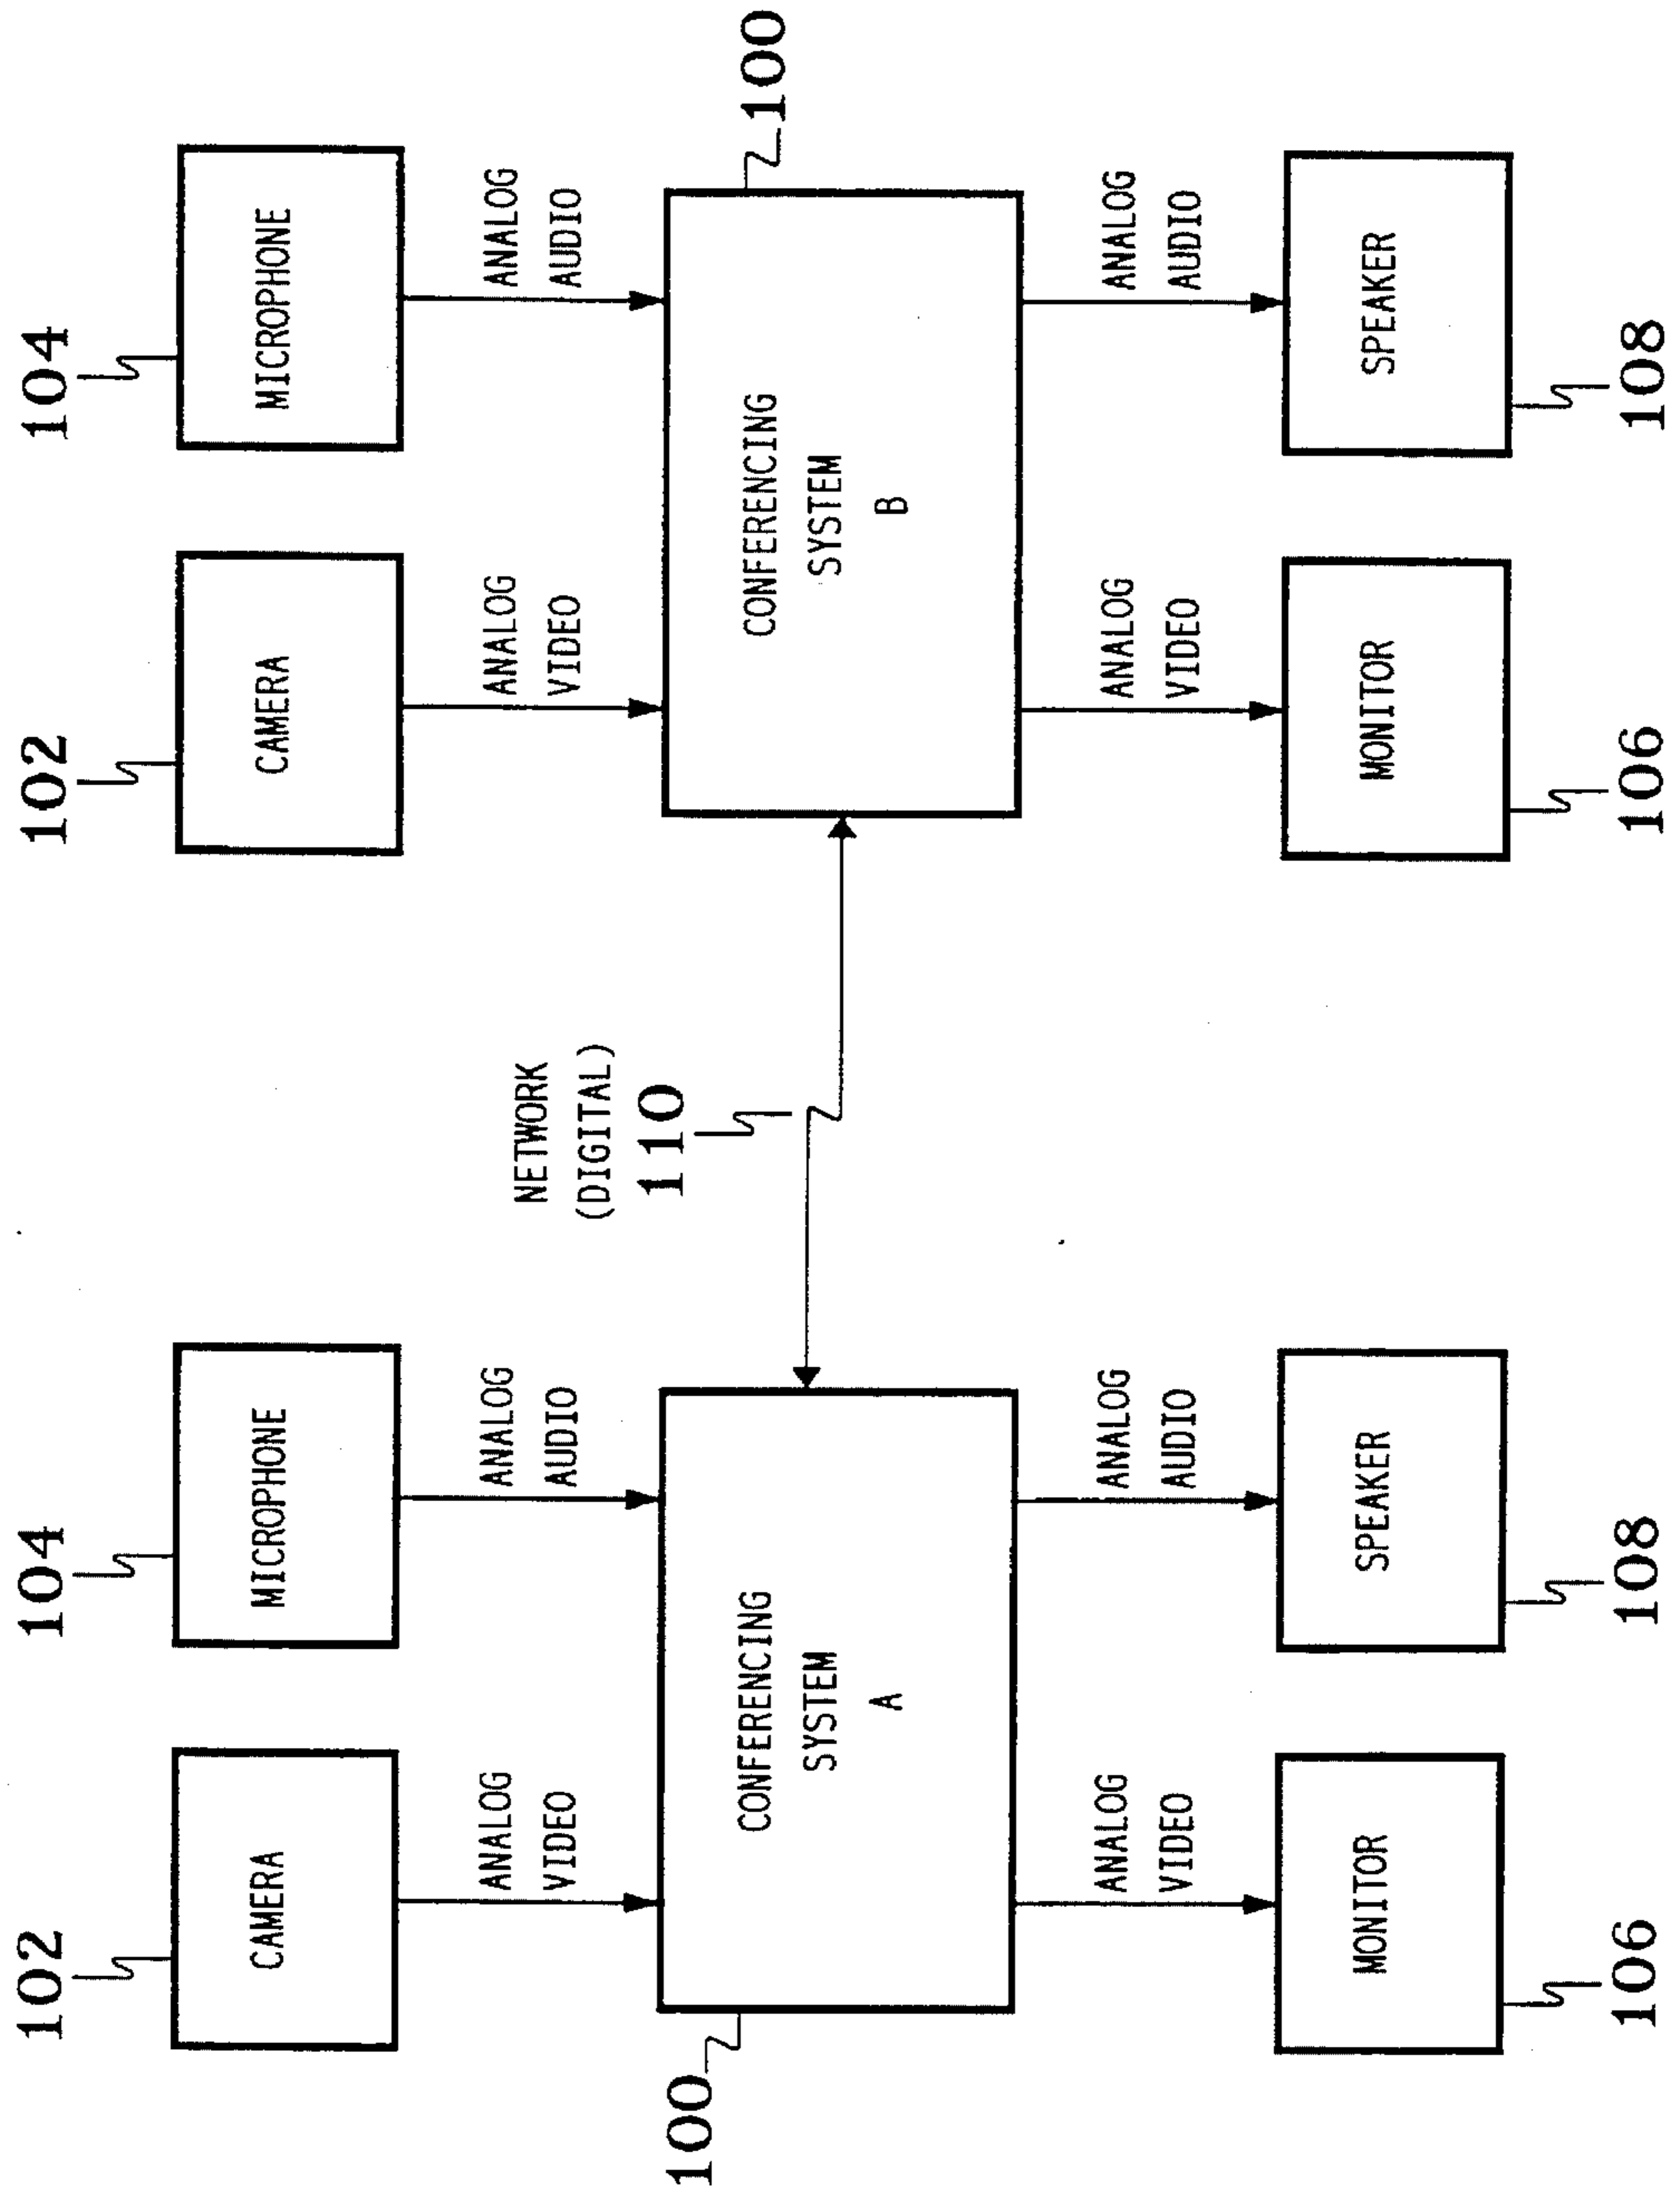 102
104
102
104
CAMERA
MICROPHONE
CAMERA
MICROPHONE
ANALOG
VIDEO
ANALOG
AUDIO
NETWORK
(DIGITAL)
110
ANALOG
VIDEO
ANALOG
AUDIO
100
CONFERENCING
SYSTEM
A
CONFERENCING
SYSTEM
B
100
ANALOG
VIDEO
ANALOG
AUDIO
ANALOG
VIDEO
ANALOG
AUDIO
MONITOR
SPEAKER
MONITOR
SPEAKER
106
108
106
108